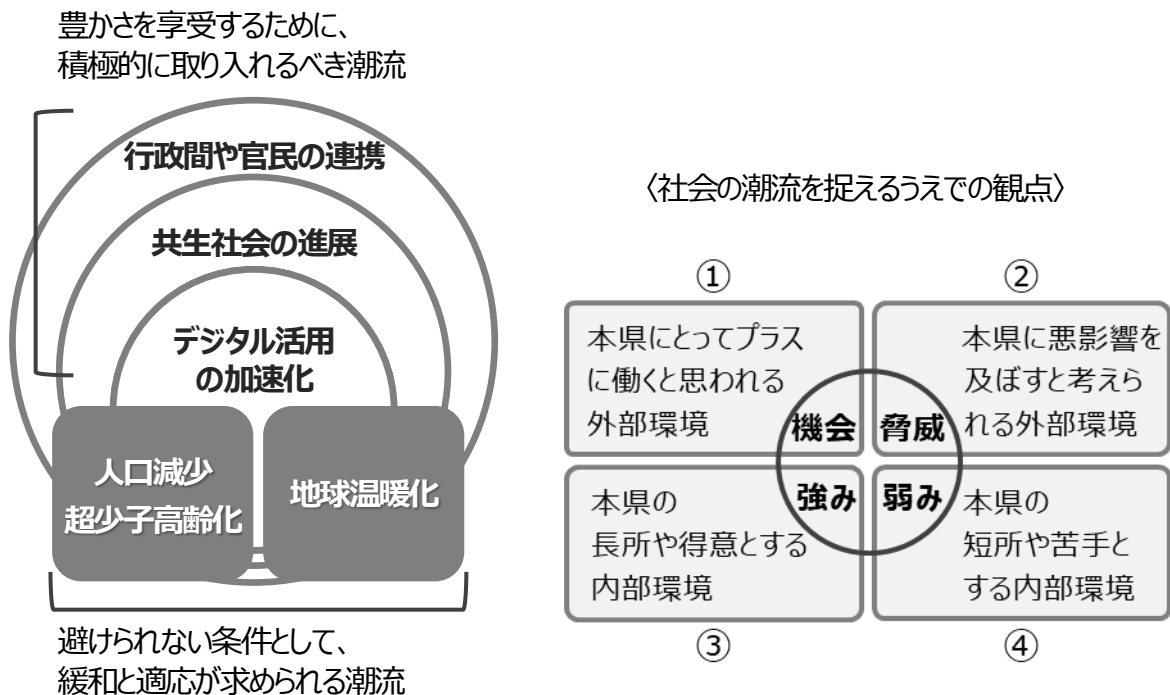 豊かさを享受するために、
積極的に取り入れるべき潮流
行政間や官民の連携
共生社会の進展
デジタル活用
の加速化
人口減少
超少子高齢化
地球温暖化
避けられない条件として、
緩和と適応が求められる潮流
〈社会の潮流を捉えるうえでの観点〉
①
本県にとってプラス
に働くと思われる
外部環境
機会
②
本県に悪影響を
及ぼすと考えら
れる外部環境
脅威
本県の
長所や得意とする
内部環境
強み
③
本県の
短所や苦手と
する内部環境
弱み
④